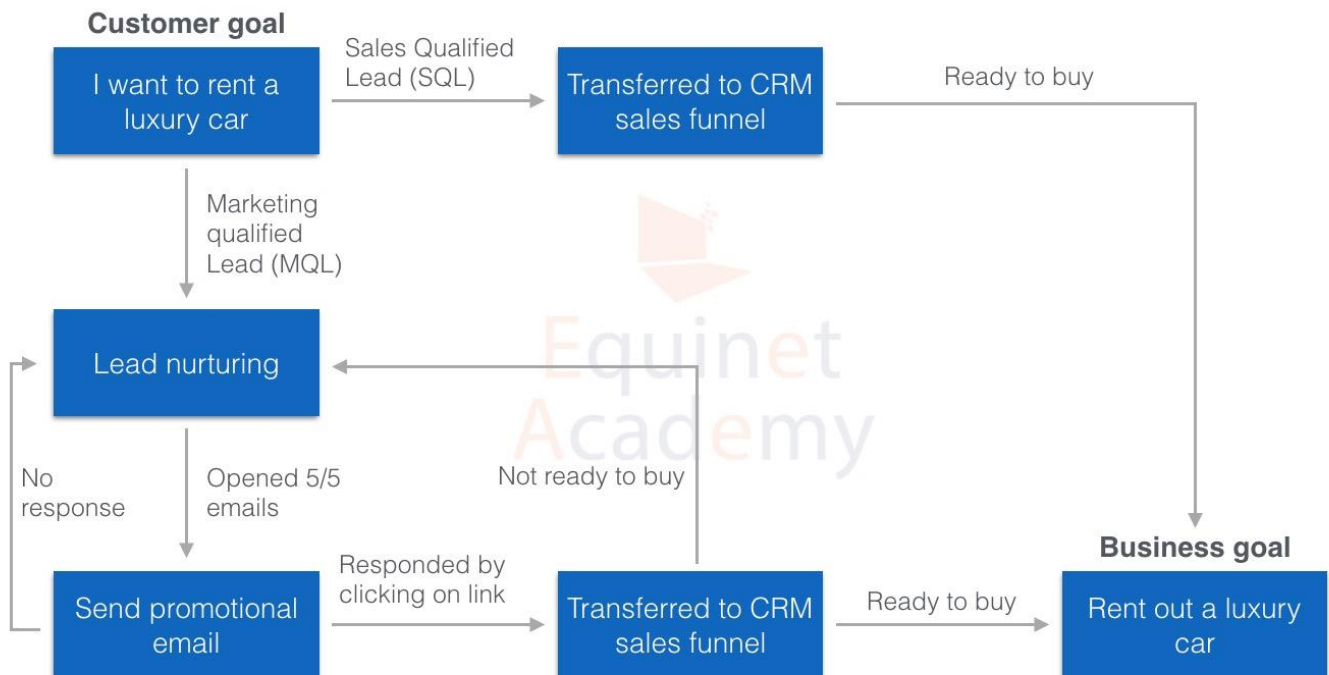 Customer goal
I want to rent a
luxury car
Sales Qualified
Lead (SQL)
Transferred to CRM
sales funnel
Ready to buy
Marketing
qualified
Lead (MQL)
Equinet
Academy
Lead nurturing
No
response
Opened 5/5
emails
Not ready to buy
Send promotional
email
Responded by
clicking on link
Transferred to CRM
sales funnel
Ready to buy
Business goal
Rent out a luxury
car